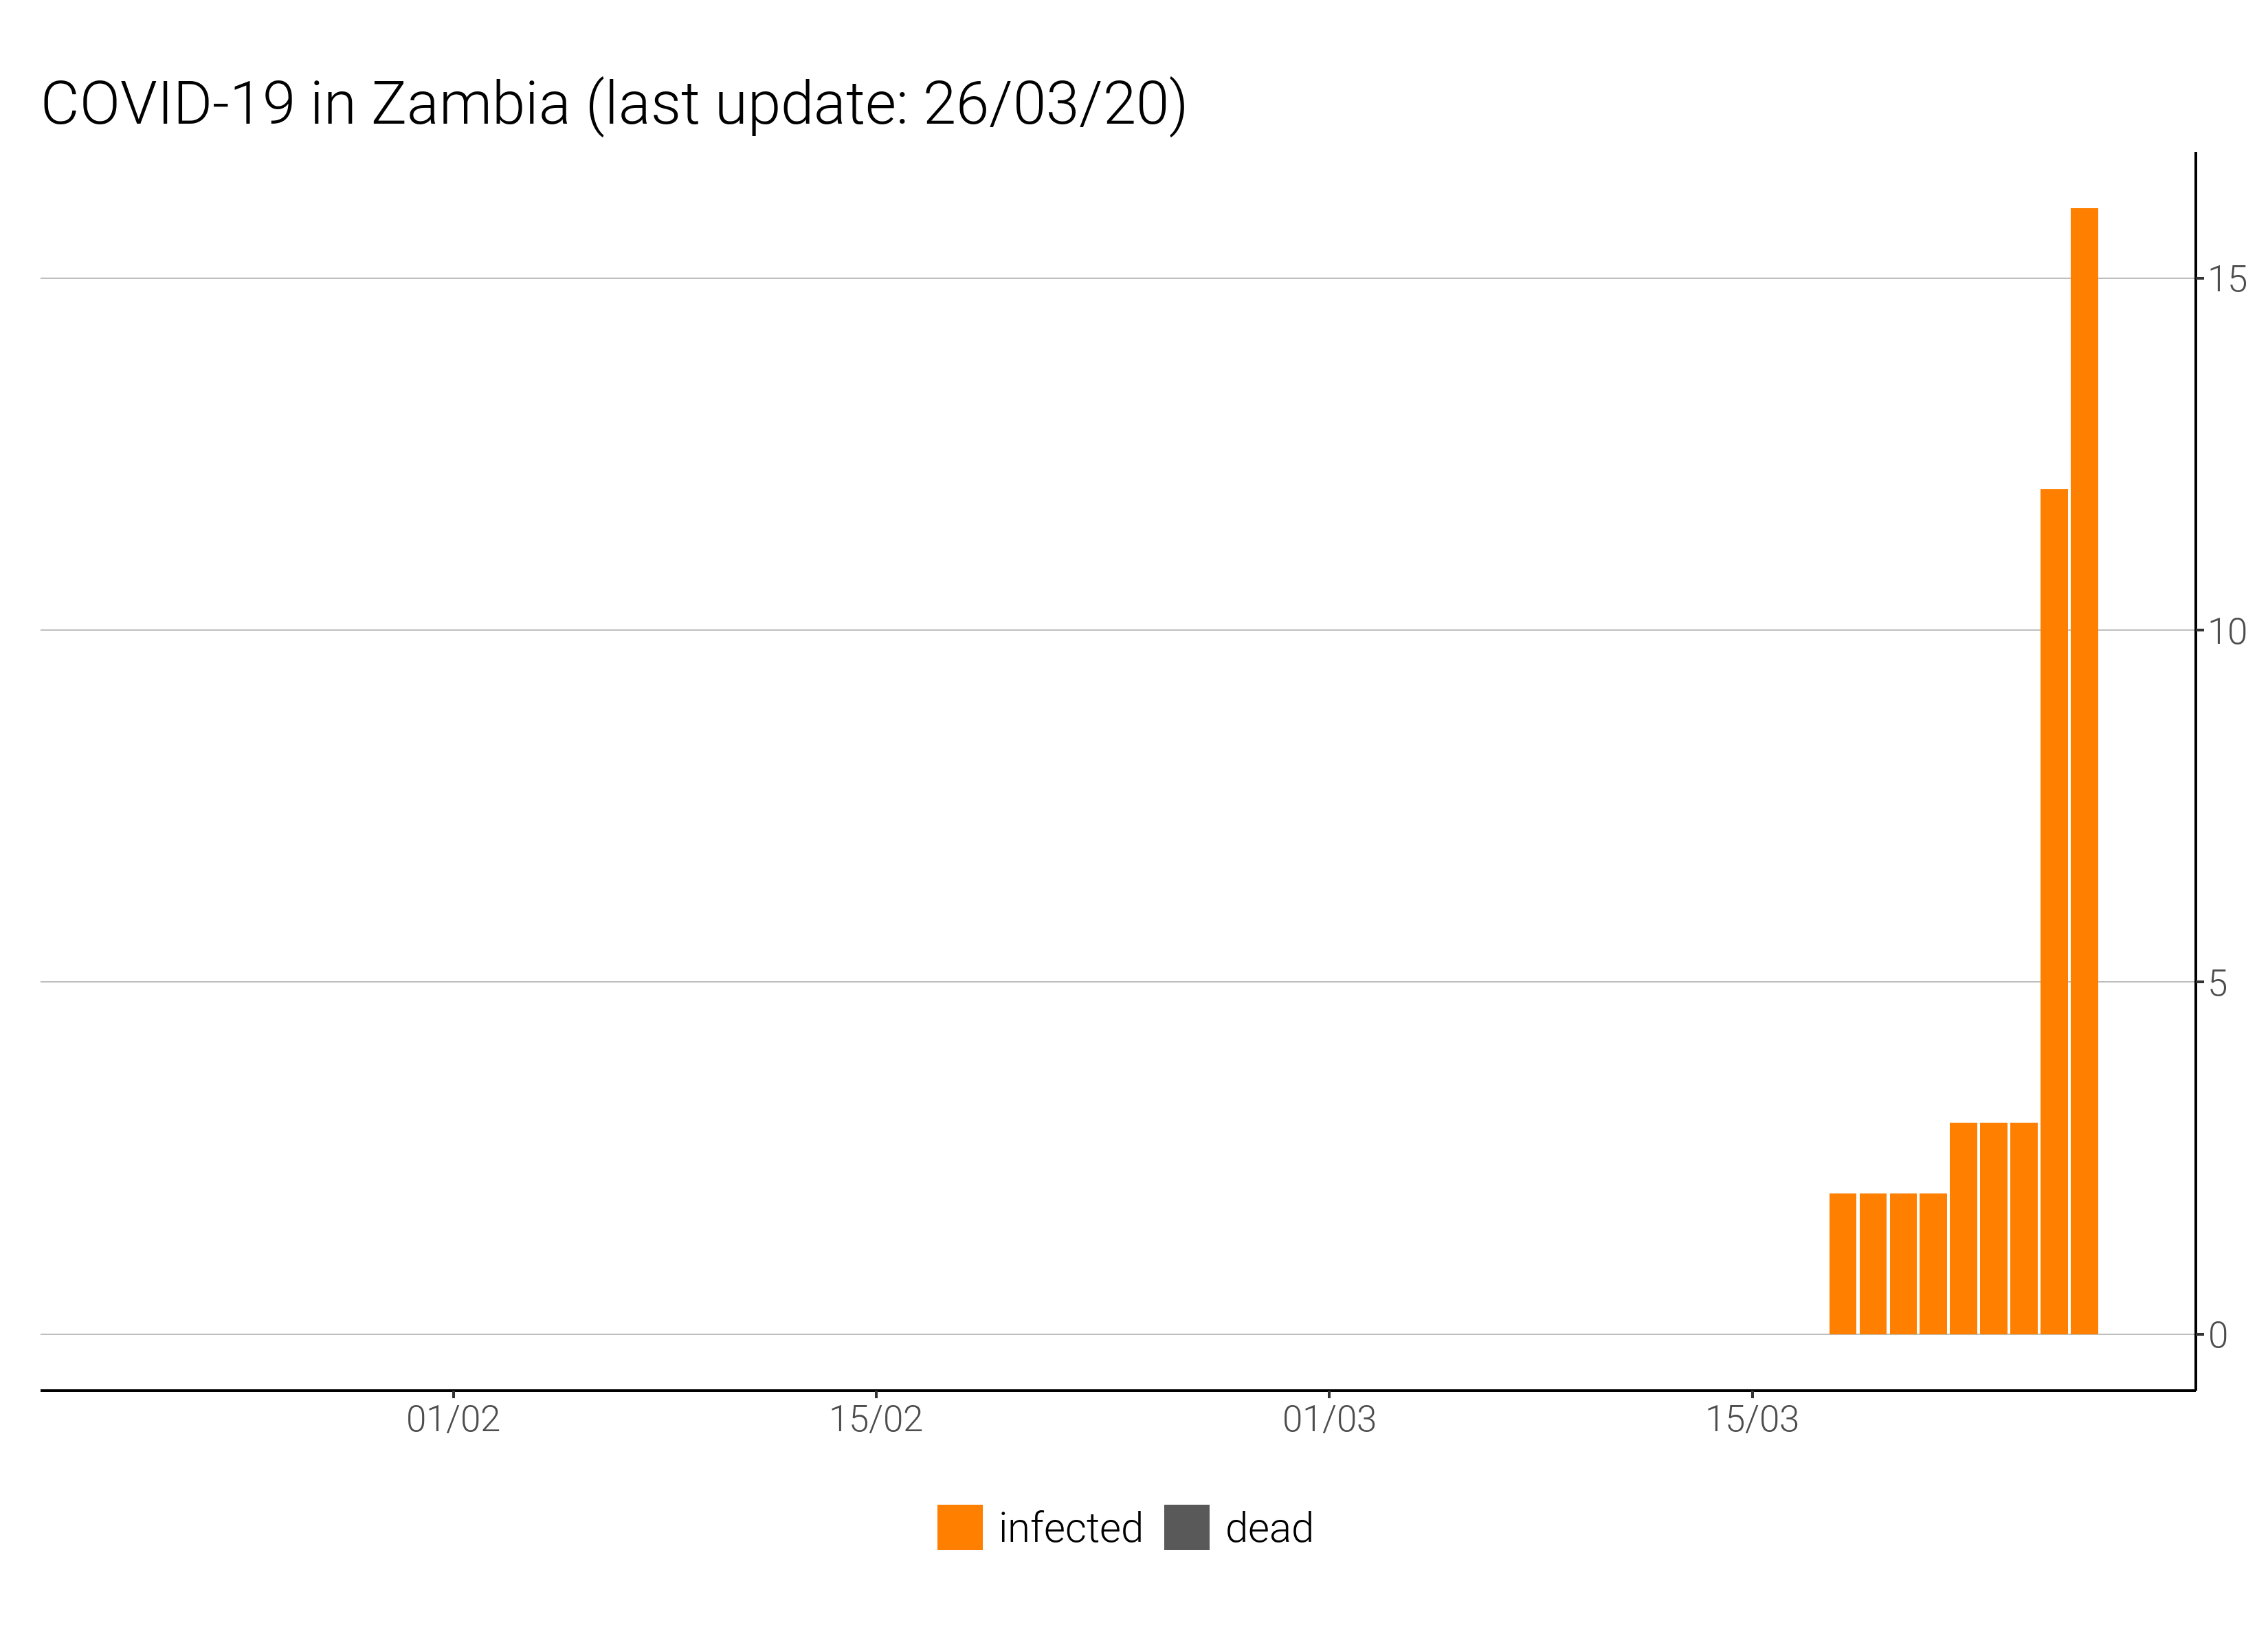 COVID-19 in Zambia (last update: 26/03/20)
15
10
5
0
01/02 15/02 01/03 15/03
infected dead